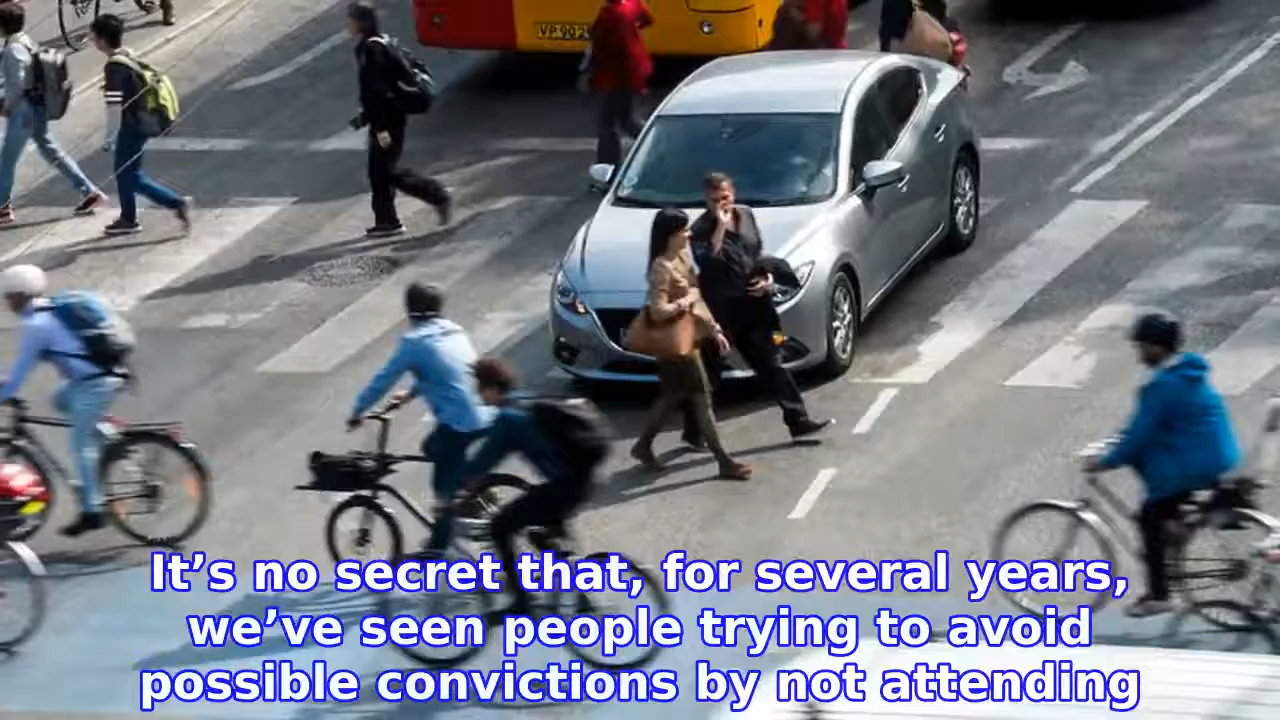 It’s no secret that, for several years,
we’ve seen people trying to avoid
possible convictions by not attending